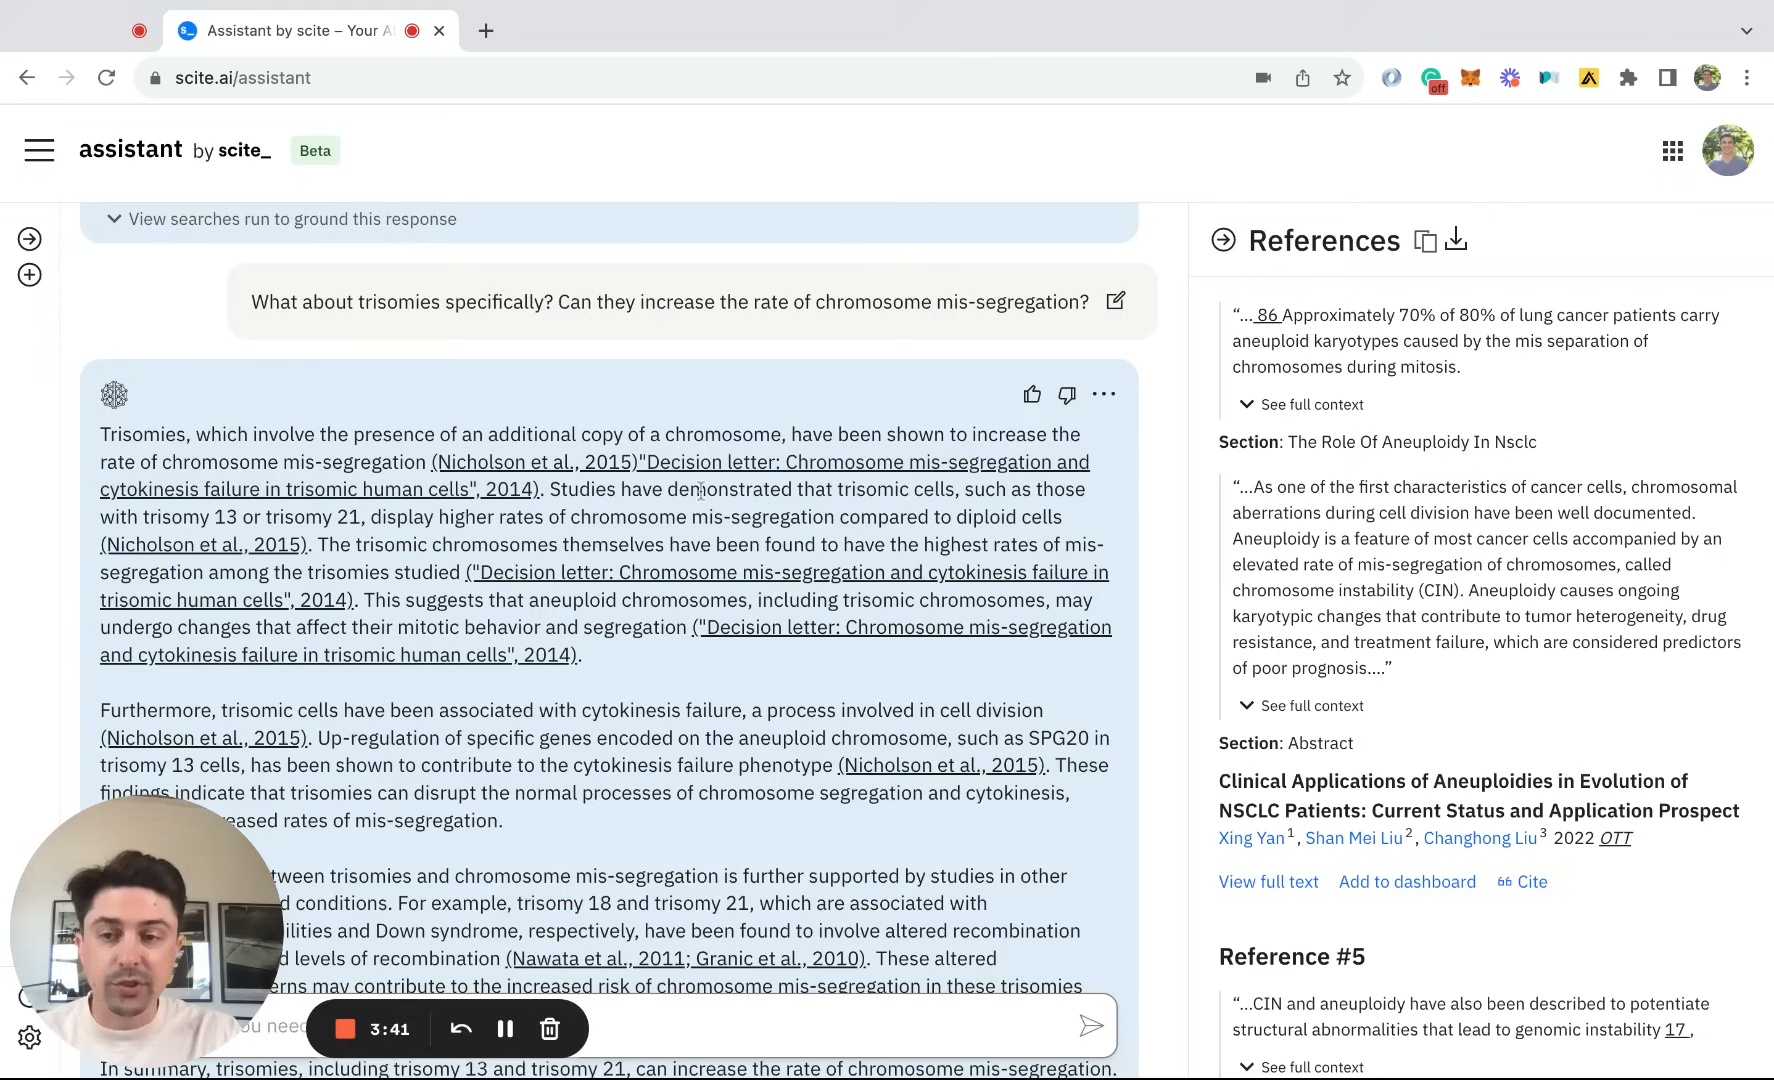 Assistant by scite – Your A
scite.ai/assistant
off
assistant by scite_ Beta
View searches run to ground this response
What about trisomies specifically? Can they increase the rate of chromosome mis-segregation?
Trisomies, which involve the presence of an additional copy of a chromosome, have been shown to increase the
rate of chromosome mis-segregation (Nicholson et al., 2015)"Decision letter: Chromosome mis-segregation and
cytokinesis failure in trisomic human cells", 2014). Studies have demonstrated that trisomic cells, such as those
with trisomy 13 or trisomy 21, display higher rates of chromosome mis-segregation compared to diploid cells
(Nicholson et al., 2015). The trisomic chromosomes themselves have been found to have the highest rates of mis-
segregation among the trisomies studied ("Decision letter: Chromosome mis-segregation and cytokinesis failure in
trisomic human cells", 2014). This suggests that aneuploid chromosomes, including trisomic chromosomes, may
undergo changes that affect their mitotic behavior and segregation ("Decision letter: Chromosome mis-segregation
and cytokinesis failure in trisomic human cells", 2014).
Furthermore, trisomic cells have been associated with cytokinesis failure, a process involved in cell division
(Nicholson et al., 2015). Up-regulation of specific genes encoded on the aneuploid chromosome, such as SPG20 in
trisomy 13 cells, has been shown to contribute to the cytokinesis failure phenotype (Nicholson et al., 2015). These
findings indicate that trisomies can disrupt the normal processes of chromosome segregation and cytokinesis,
eased rates of mis-segregation.
tween trisomies and chromosome mis-segregation is further supported by studies in other
d conditions. For example, trisomy 18 and trisomy 21, which are associated with
ilities and Down syndrome, respectively, have been found to involve altered recombination
d levels of recombination (Nawata et al., 2011; Granic et al., 2010). These altered
erns may contribute to the increased risk of chromosome mis-segregation in these trisomies
ou need
3:41
In summary, trisomies, including trisomy 13 and trisomy 21, can increase the rate of chromosome mis-segregation.
References
“... 86 Approximately 70% of 80% of lung cancer patients carry
aneuploid karyotypes caused by the mis separation of
chromosomes during mitosis.
See full context
Section: The Role Of Aneuploidy In Nsclc
“...As one of the first characteristics of cancer cells, chromosomal
aberrations during cell division have been well documented.
Aneuploidy is a feature of most cancer cells accompanied by an
elevated rate of mis-segregation of chromosomes, called
chromosome instability (CIN). Aneuploidy causes ongoing
karyotypic changes that contribute to tumor heterogeneity, drug
resistance, and treatment failure, which are considered predictors
of poor prognosis....”
See full context
Section: Abstract
Clinical Applications of Aneuploidies in Evolution of
NSCLC Patients: Current Status and Application Prospect
Xing Yan1, Shan Mei Liu2, Changhong Liu3 2022 OTT
View full text Add to dashboard Cite
Reference #5
“...CIN and aneuploidy have also been described to potentiate
structural abnormalities that lead to genomic instability 17 ,
See full context